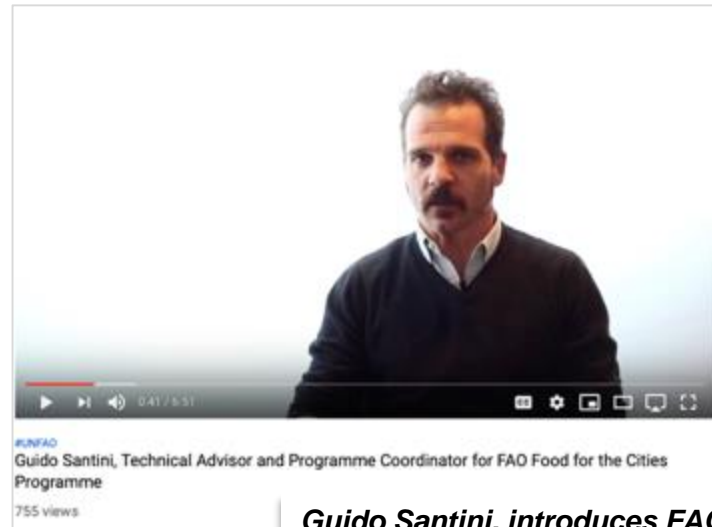 0:41 / 6:51
#UNFAO
Guido Santini, Technical Advisor and Programme Coordinator for FAO Food for the Cities
Programme
755 views
Guido Santini, introduces FAO